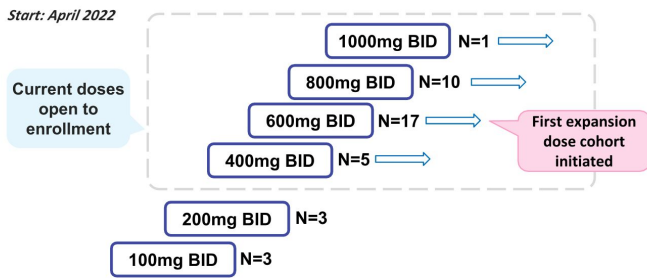 Start: April 2022
1000mg BID N=1
800mg BID N=10
Current doses
open to
enrollment
600mg BID N=17
First expansion
dose cohort
initiated
400mg BID N=5
200mg BID N=3
100mg BID N=3